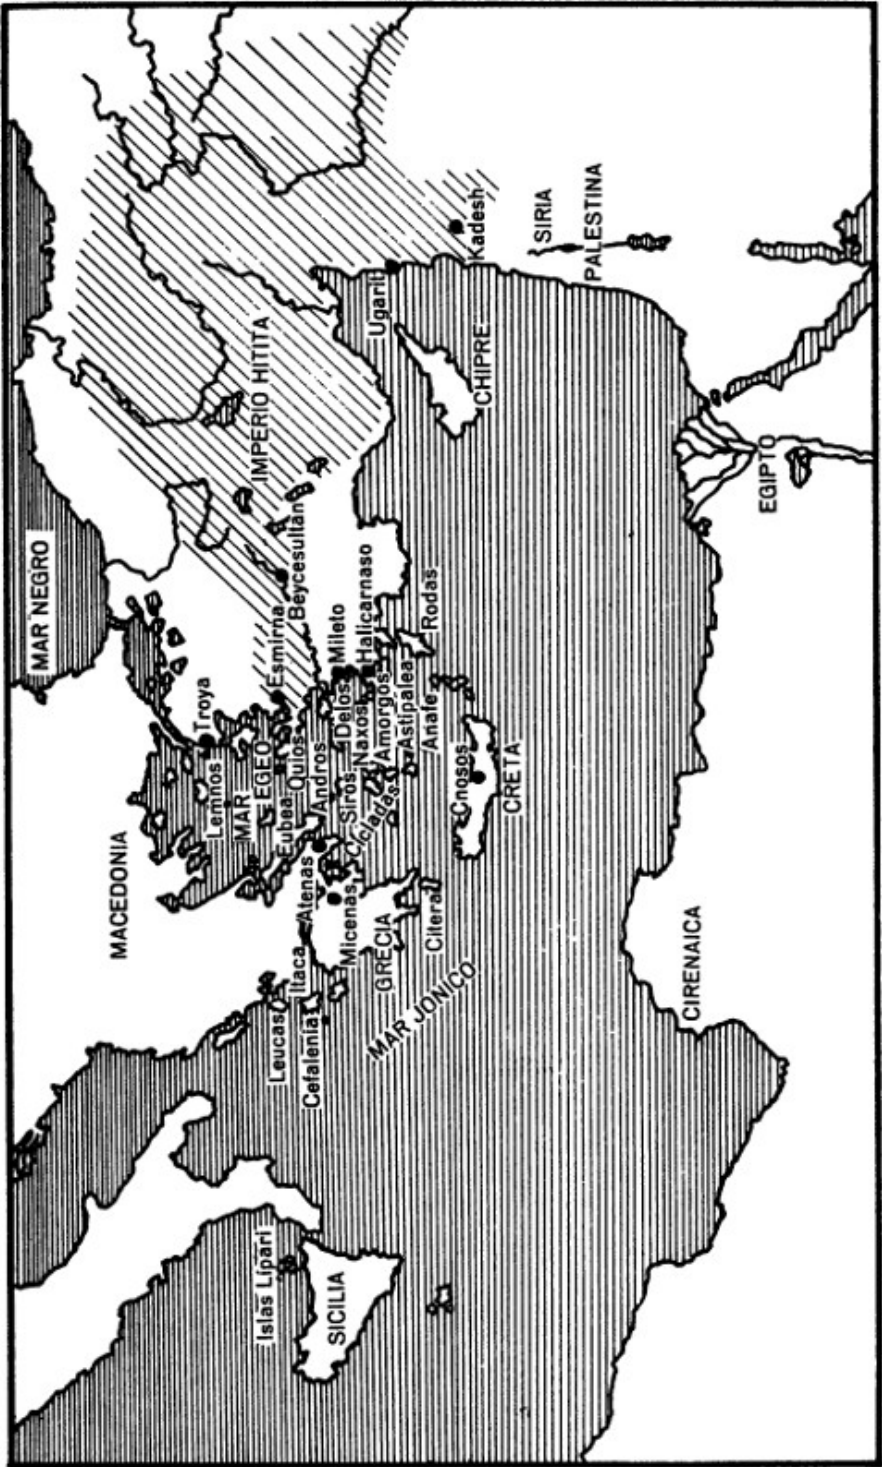 MAR NEGRO
MACEDONIA
Troya
Lemnos
MAR
EGEO
IMPERIO HITITA
Esmirna
Beycesultán
Quíos
Eubea
Andros
Atenas
Itaca
Leucas
Cefalenia
Islas Lípari
SICILIA
Mileto
Halicarnaso
Delos
Siros
Naxos
Cícladas
Amorgos
Micenas
GRECIA
Astipalea
Anafe
Rodas
Citera
MAR JONICO
Cnosos
CRETA
Ugarit
CHIPRE
Kadesh
SIRIA
PALESTINA
CIRENAICA
EGIPTO